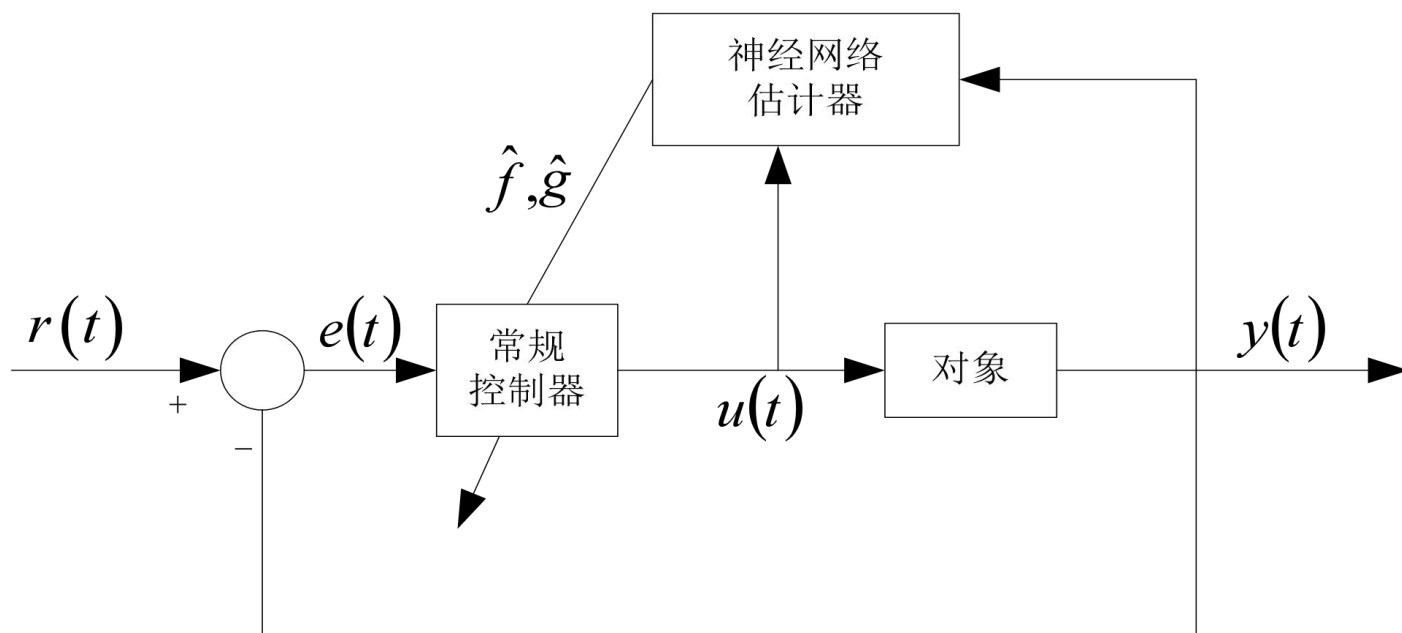 神经网络
估计器
f̂,ĝ
r(t)
e(t)
常规
控制器
u(t)
对象
y(t)
+
−